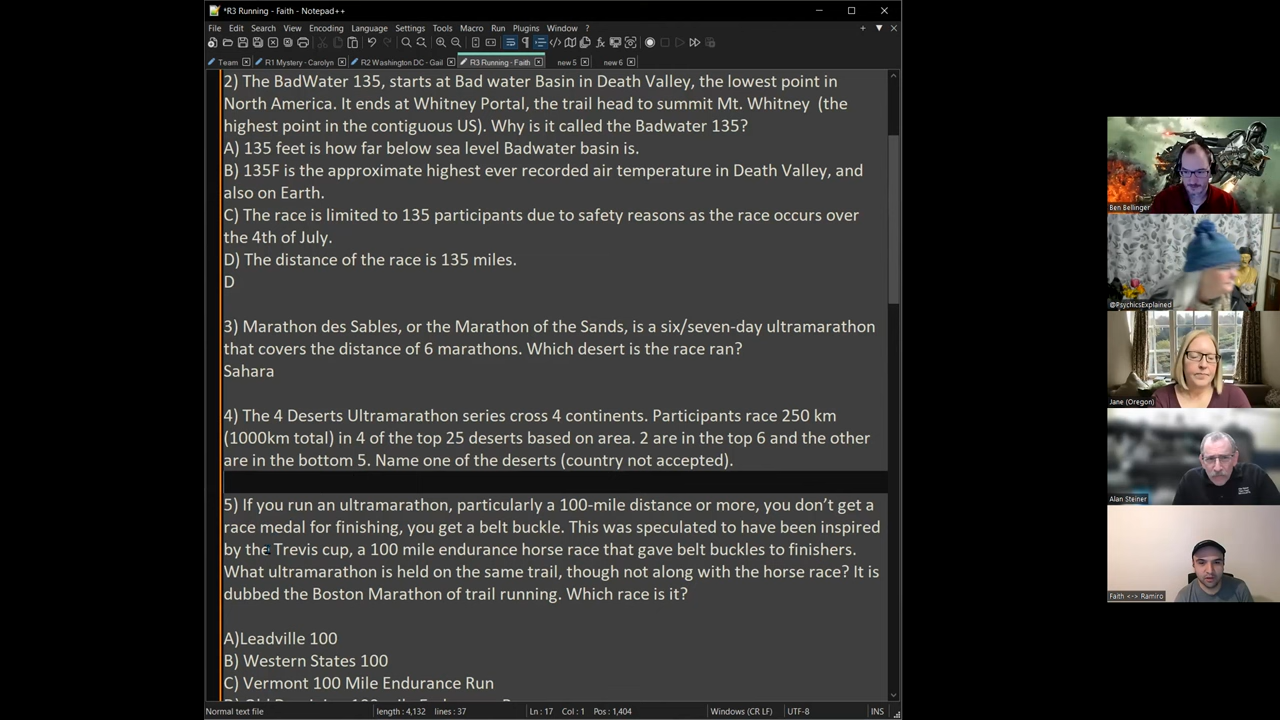 *R3 Running - Faith - Notepad++
File Edit Search View Encoding Language Settings Tools Macro Run Plugins Window ?
Team R1 Mystery - Carolyn R2 Washington DC - Gail R3 Running - Faith new 5 new 6
2) The BadWater 135, starts at Bad water Basin in Death Valley, the lowest point in
North America. It ends at Whitney Portal, the trail head to summit Mt. Whitney (the
highest point in the contiguous US). Why is it called the Badwater 135?
A) 135 feet is how far below sea level Badwater basin is.
B) 135F is the approximate highest ever recorded air temperature in Death Valley, and
also on Earth.
C) The race is limited to 135 participants due to safety reasons as the race occurs over
the 4th of July.
D) The distance of the race is 135 miles.
D
3) Marathon des Sables, or the Marathon of the Sands, is a six/seven-day ultramarathon
that covers the distance of 6 marathons. Which desert is the race ran?
Sahara
4) The 4 Deserts Ultramarathon series cross 4 continents. Participants race 250 km
(1000km total) in 4 of the top 25 deserts based on area. 2 are in the top 6 and the other
are in the bottom 5. Name one of the deserts (country not accepted).
5) If you run an ultramarathon, particularly a 100-mile distance or more, you don't get a
race medal for finishing, you get a belt buckle. This was speculated to have been inspired
by the Trevis cup, a 100 mile endurance horse race that gave belt buckles to finishers.
What ultramarathon is held on the same trail, though not along with the horse race? It is
dubbed the Boston Marathon of trail running. Which race is it?
A)Leadville 100
B) Western States 100
C) Vermont 100 Mile Endurance Run
Normal text file length : 4,132 lines : 37 Ln : 17 Col : 1 Pos : 1,404 Windows (CR LF) UTF-8 INS
Ben Bellinger
@PsychicsExplained
Jane (Oregon)
Alan Steiner
Faith <-> Ramiro